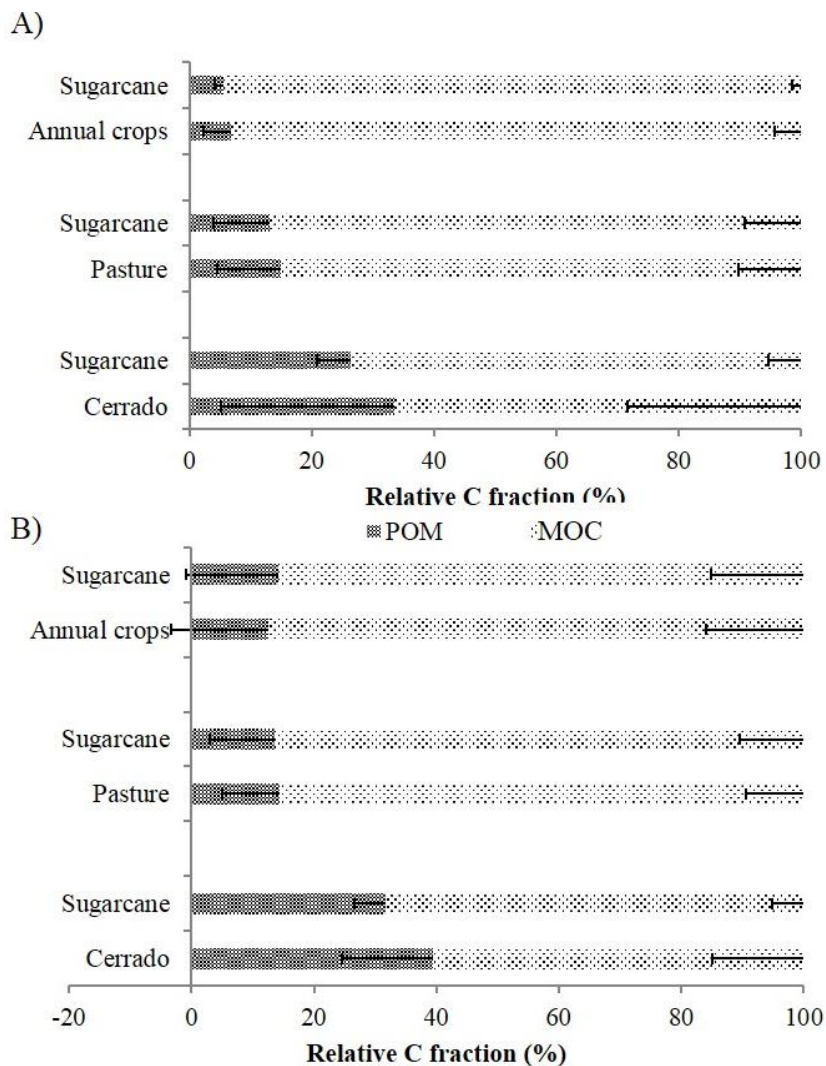 A)
Sugarcane
Annual crops
Sugarcane
Pasture
Sugarcane
Cerrado
0 20 40 60 80 100
Relative C fraction (%)
B)
POM MOC
Sugarcane
Annual crops
Sugarcane
Pasture
Sugarcane
Cerrado
-20 0 20 40 60 80 100
Relative C fraction (%)